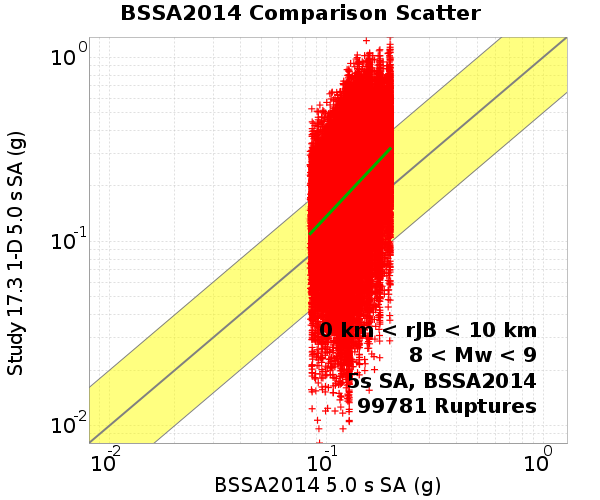 BSSA2014 Comparison Scatter
Study 17.3 1-D 5.0 s SA (g)
10^0
10^-1
10^-2
0 km < rJB < 10 km
8 < Mw < 9
5s SA, BSSA2014
99781 Ruptures
10^-2 10^-1 10^0
BSSA2014 5.0 s SA (g)